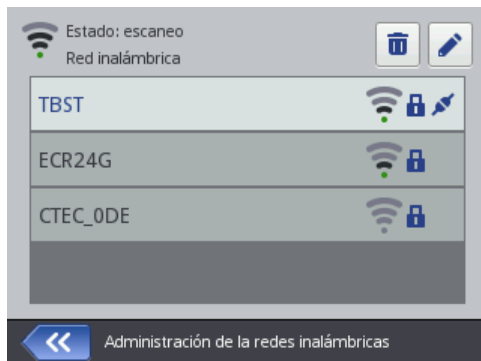 Estado: escaneo
Red inalámbrica
TBST
ECR24G
CTEC_0DE
Administración de la redes inalámbricas